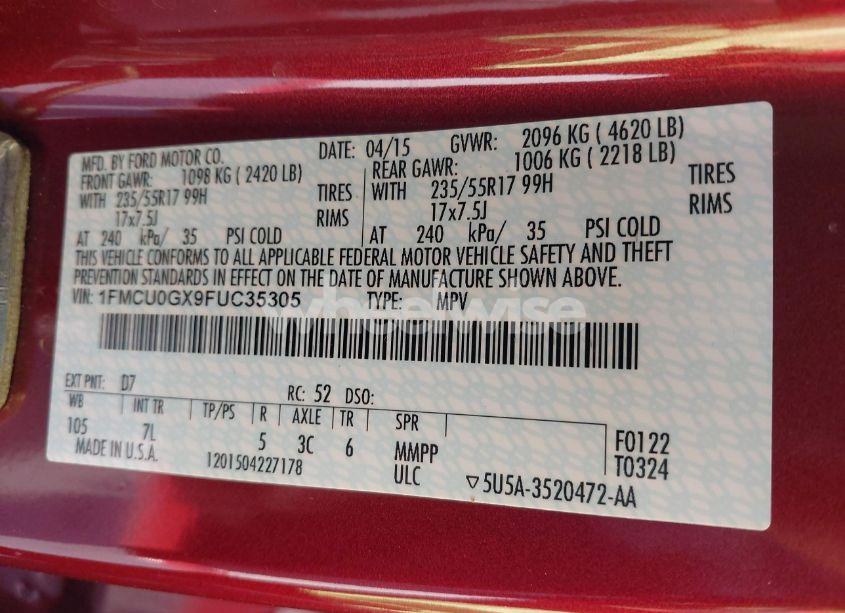 MFD. BY FORD MOTOR CO. DATE: 04/15 GVWR: 2096 KG ( 4620 LB)
FRONT GAWR: 1098 KG ( 2420 LB) REAR GAWR: 1006 KG ( 2218 LB)
WITH 235/55R17 99H TIRES WITH 235/55R17 99H TIRES
17x7.5J RIMS 17x7.5J RIMS
AT 240 kPa/ 35 PSI COLD AT 240 kPa/ 35 PSI COLD
THIS VEHICLE CONFORMS TO ALL APPLICABLE FEDERAL MOTOR VEHICLE SAFETY AND THEFT
PREVENTION STANDARDS IN EFFECT ON THE DATE OF MANUFACTURE SHOWN ABOVE.
VIN: 1FMCU0GX9FUC35305 TYPE: MPV
wheelwise
EXT PNT: D7 RC: 52 DSO:
WB INT TR TP/PS R AXLE TR SPR
105 7L 5 3C 6 MMPP F0122
MADE IN U.S.A. 1201504227178 ULC T0324
▽5U5A-3520472-AA